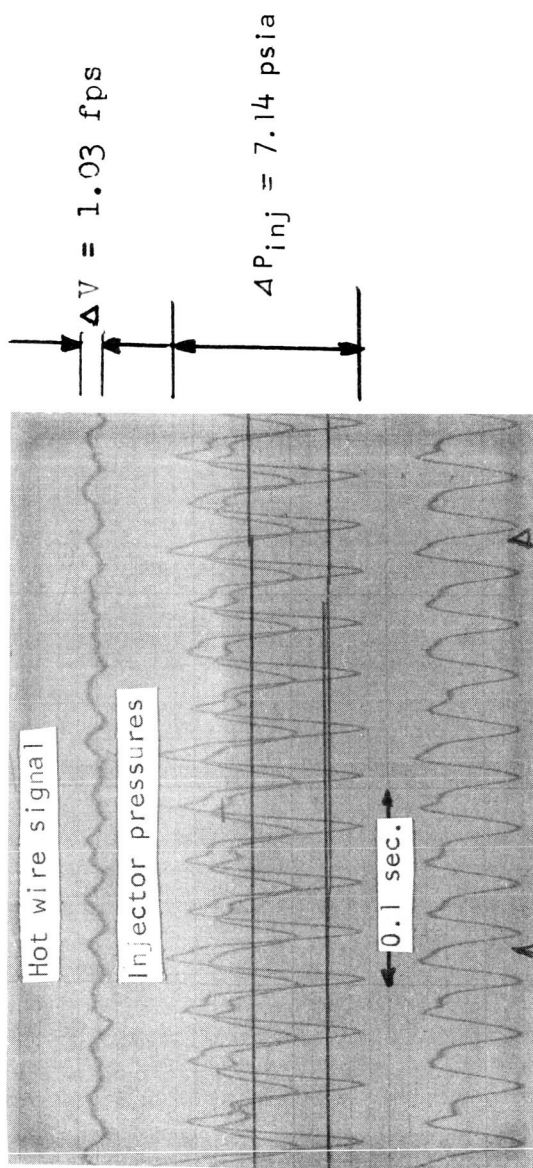 Hot wire signal
Injector pressures
0.1 sec.
ΔV = 1.03 fps
ΔP_inj = 7.14 psia